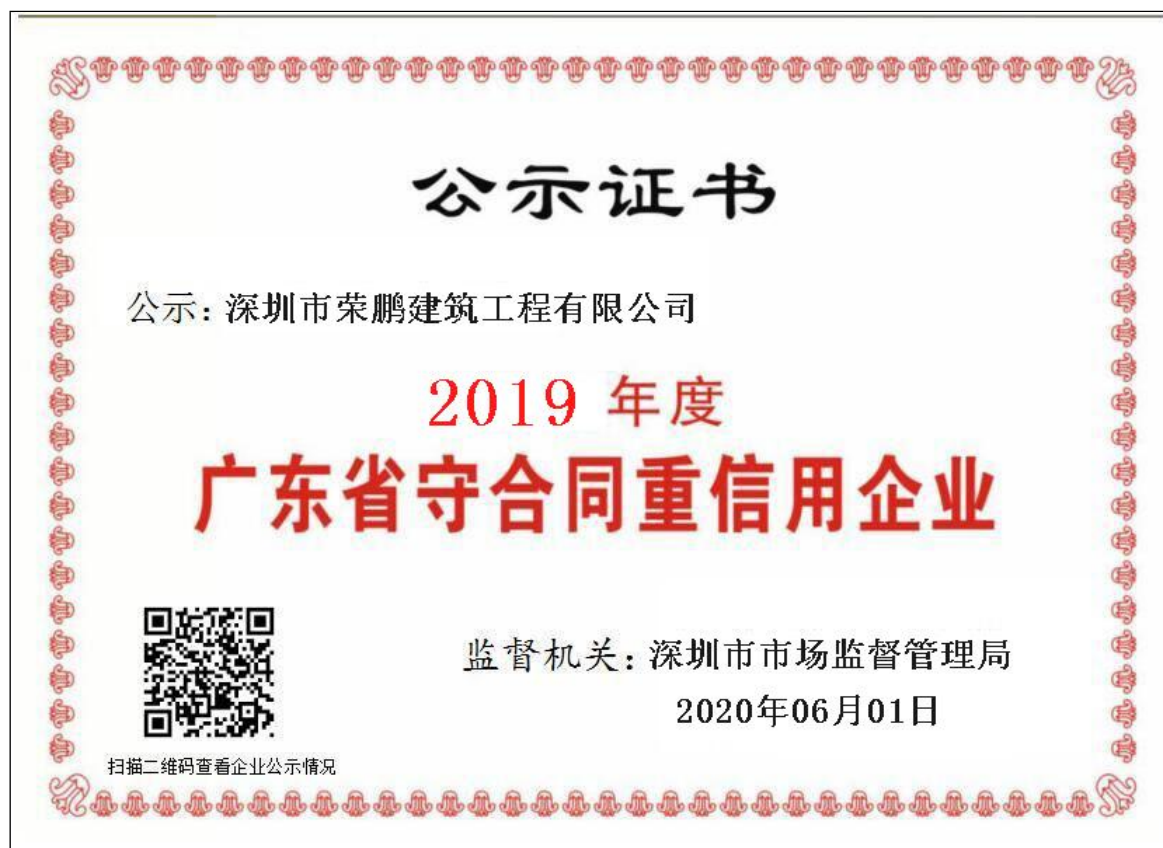 公示证书
公示：深圳市荣鹏建筑工程有限公司
2019 年度
广东省守合同重信用企业
监督机关：深圳市市场监督管理局
2020年06月01日
扫描二维码查看企业公示情况